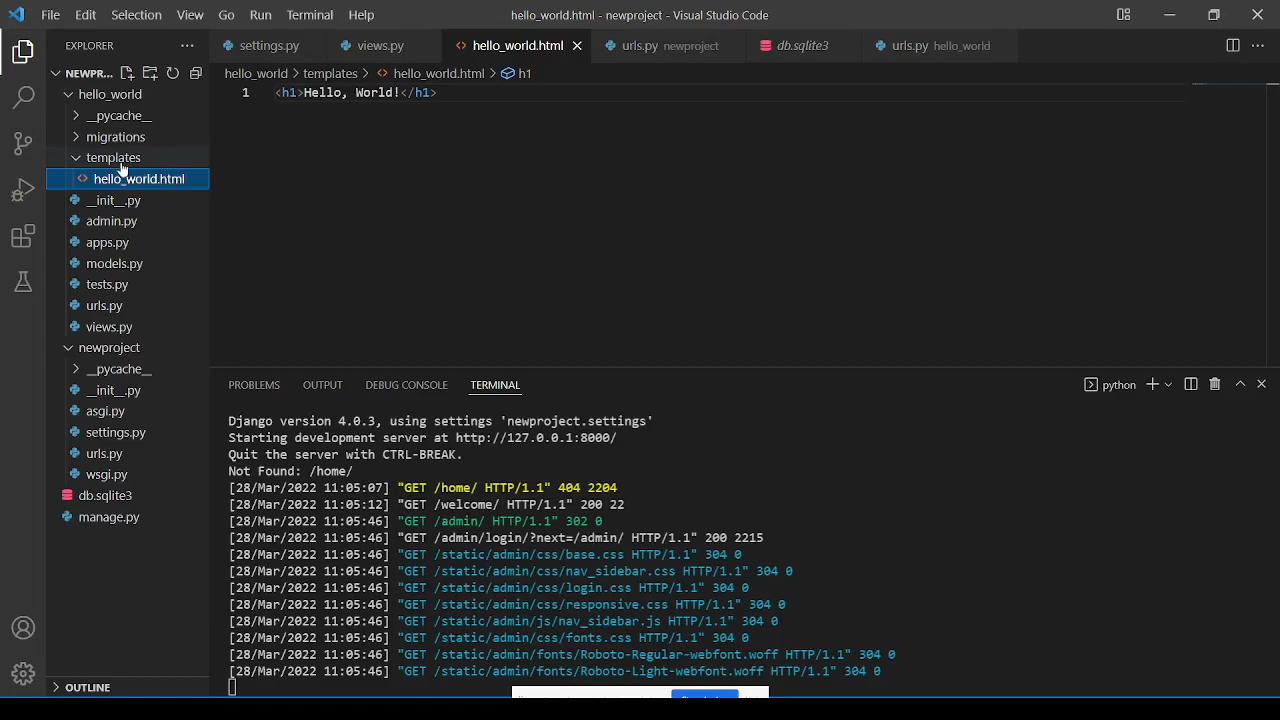 File Edit Selection View Go Run Terminal Help hello_world.html - newproject - Visual Studio Code
EXPLORER
settings.py views.py hello_world.html urls.py newproject db.sqlite3 urls.py hello_world
NEWPR...
hello_world > templates > hello_world.html > h1
1 <h1>Hello, World!</h1>
hello_world
__pycache__
migrations
templates
hello_world.html
__init__.py
admin.py
apps.py
models.py
tests.py
urls.py
views.py
newproject
__pycache__
__init__.py
asgi.py
settings.py
urls.py
wsgi.py
db.sqlite3
manage.py
OUTLINE
PROBLEMS OUTPUT DEBUG CONSOLE TERMINAL python
Django version 4.0.3, using settings 'newproject.settings'
Starting development server at http://127.0.0.1:8000/
Quit the server with CTRL-BREAK.
Not Found: /home/
[28/Mar/2022 11:05:07] "GET /home/ HTTP/1.1" 404 2204
[28/Mar/2022 11:05:12] "GET /welcome/ HTTP/1.1" 200 22
[28/Mar/2022 11:05:46] "GET /admin/ HTTP/1.1" 302 0
[28/Mar/2022 11:05:46] "GET /admin/login/?next=/admin/ HTTP/1.1" 200 2215
[28/Mar/2022 11:05:46] "GET /static/admin/css/base.css HTTP/1.1" 304 0
[28/Mar/2022 11:05:46] "GET /static/admin/css/nav_sidebar.css HTTP/1.1" 304 0
[28/Mar/2022 11:05:46] "GET /static/admin/css/login.css HTTP/1.1" 304 0
[28/Mar/2022 11:05:46] "GET /static/admin/css/responsive.css HTTP/1.1" 304 0
[28/Mar/2022 11:05:46] "GET /static/admin/js/nav_sidebar.js HTTP/1.1" 304 0
[28/Mar/2022 11:05:46] "GET /static/admin/css/fonts.css HTTP/1.1" 304 0
[28/Mar/2022 11:05:46] "GET /static/admin/fonts/Roboto-Regular-webfont.woff HTTP/1.1" 304 0
[28/Mar/2022 11:05:46] "GET /static/admin/fonts/Roboto-Light-webfont.woff HTTP/1.1" 304 0